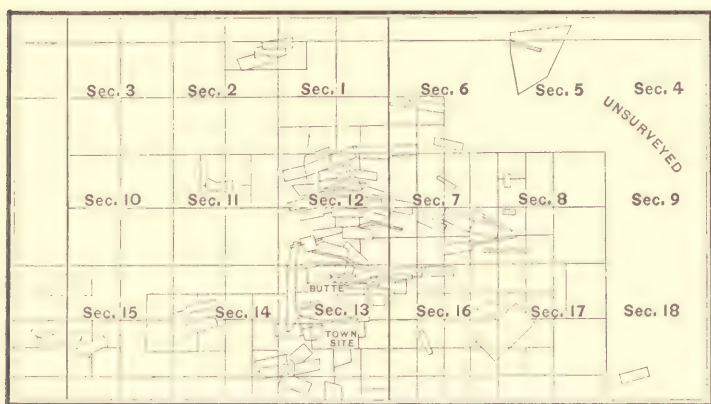 Sec. 3 Sec. 2 Sec. 1 Sec. 6 Sec. 5 Sec. 4
UNSURVEYED
Sec. 10 Sec. 11 Sec. 12 Sec. 7 Sec. 8 Sec. 9
BUTTE
Sec. 15 Sec. 14 Sec. 13 Sec. 16 Sec. 17 Sec. 18
TOWN
SITE